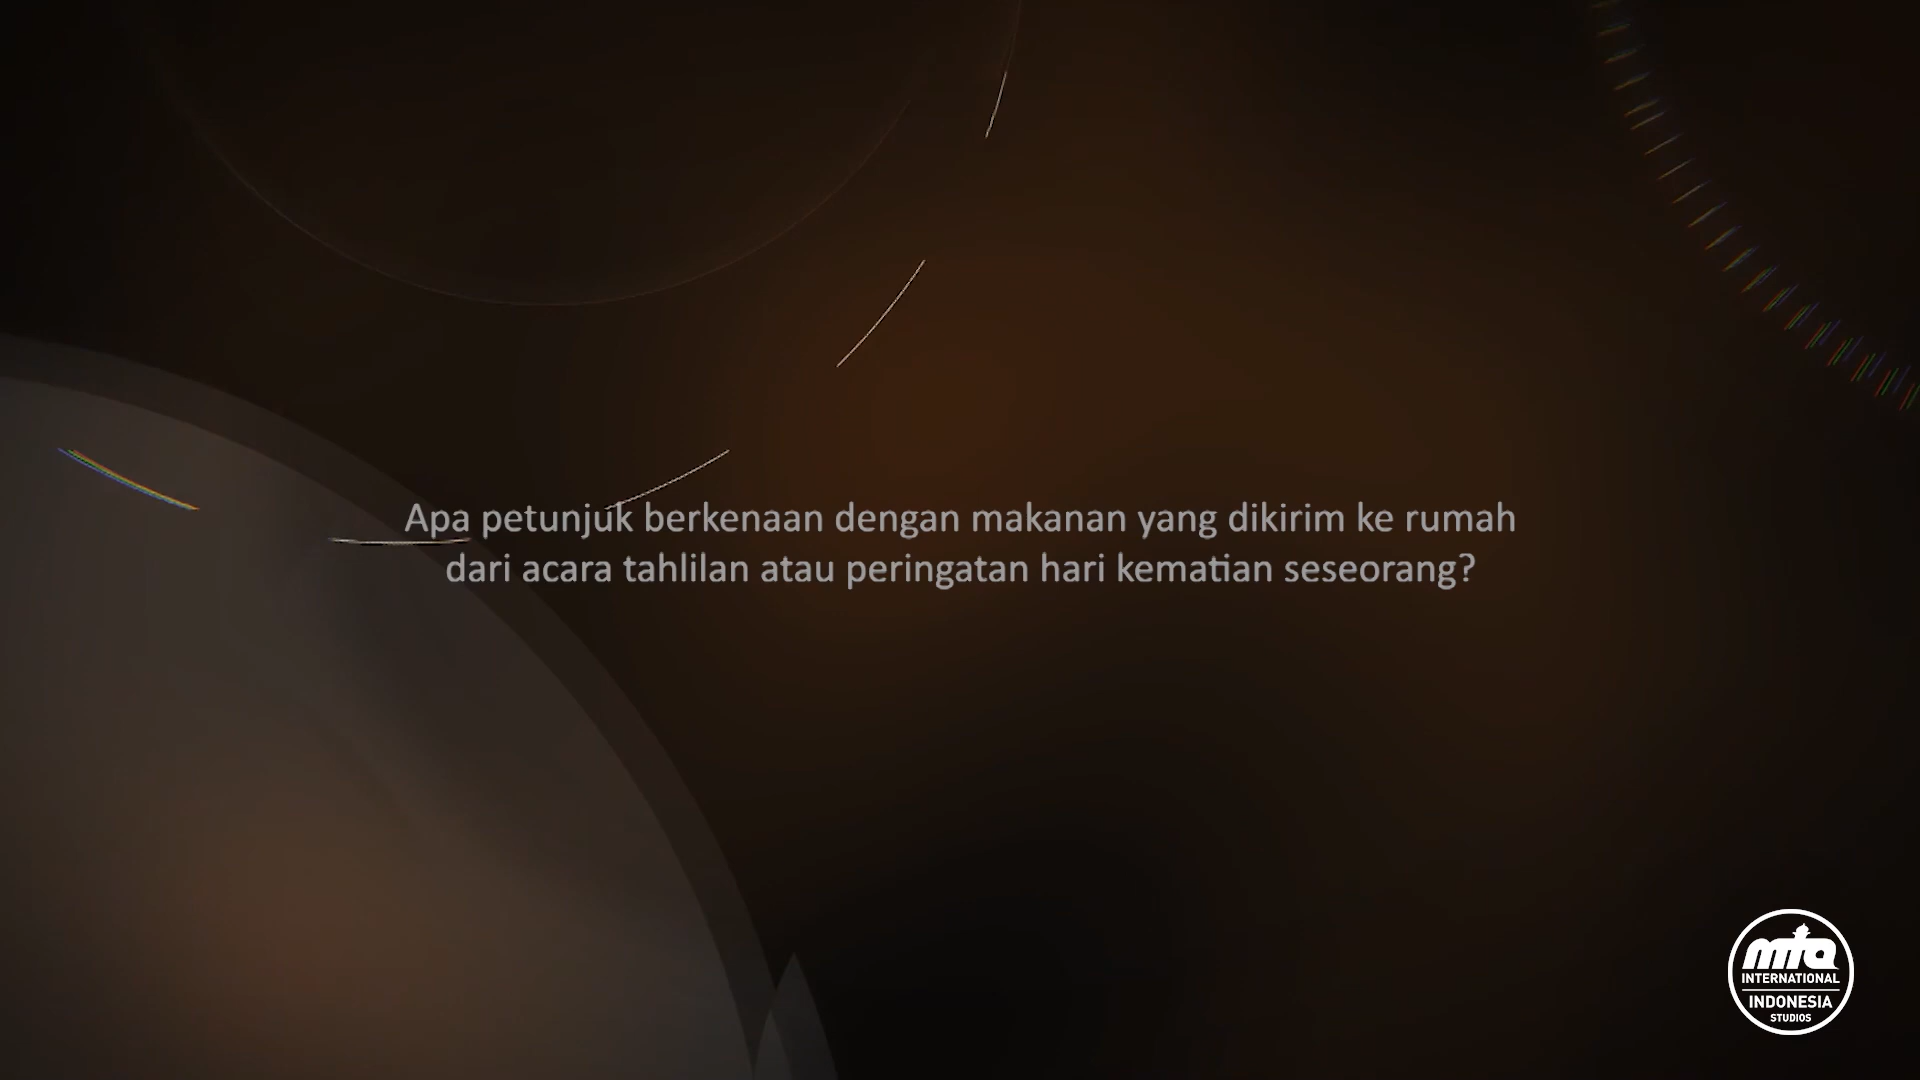 Apa petunjuk berkenaan dengan makanan yang dikirim ke rumah
dari acara tahlilan atau peringatan hari kematian seseorang?
mta
INTERNATIONAL
INDONESIA
STUDIOS